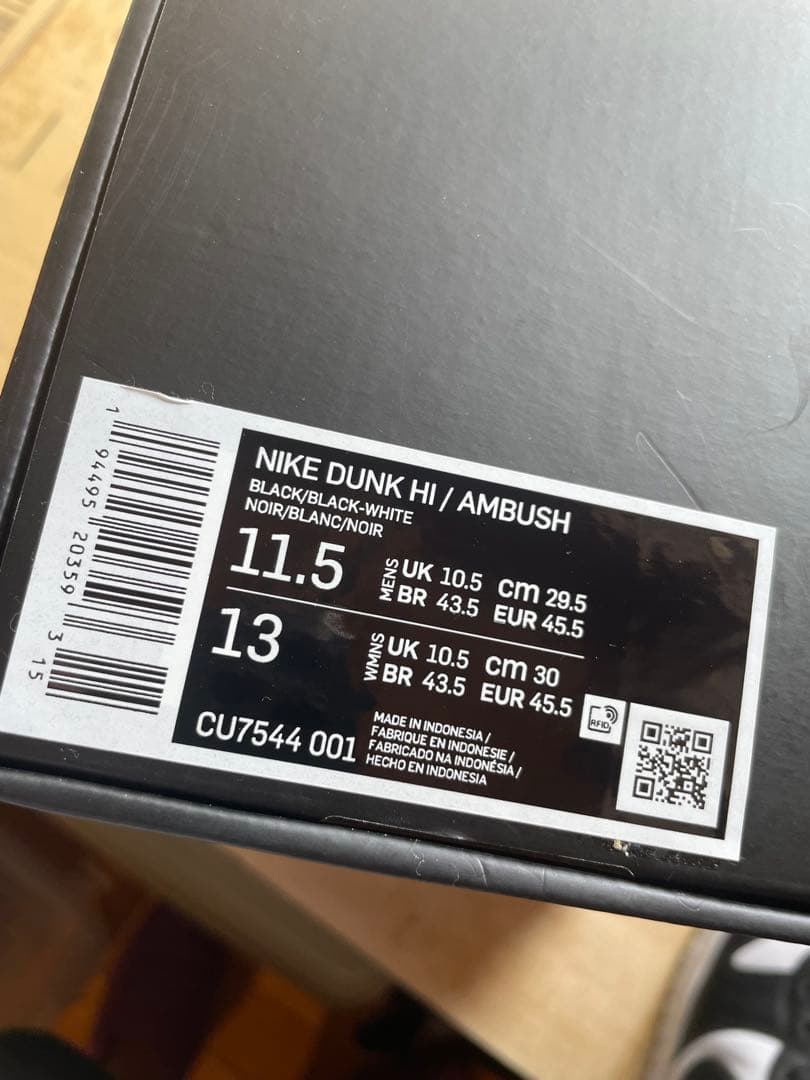 1 94495 20359 3 15
NIKE DUNK HI / AMBUSH
BLACK/BLACK-WHITE
NOIR/BLANC/NOIR
11.5 MENS UK 10.5 cm 29.5
BR 43.5 EUR 45.5
13 WMNS UK 10.5 cm 30
BR 43.5 EUR 45.5
CU7544 001
MADE IN INDONESIA /
FABRIQUE EN INDONESIE /
FABRICADO NA INDONÉSIA /
HECHO EN INDONESIA
RFID